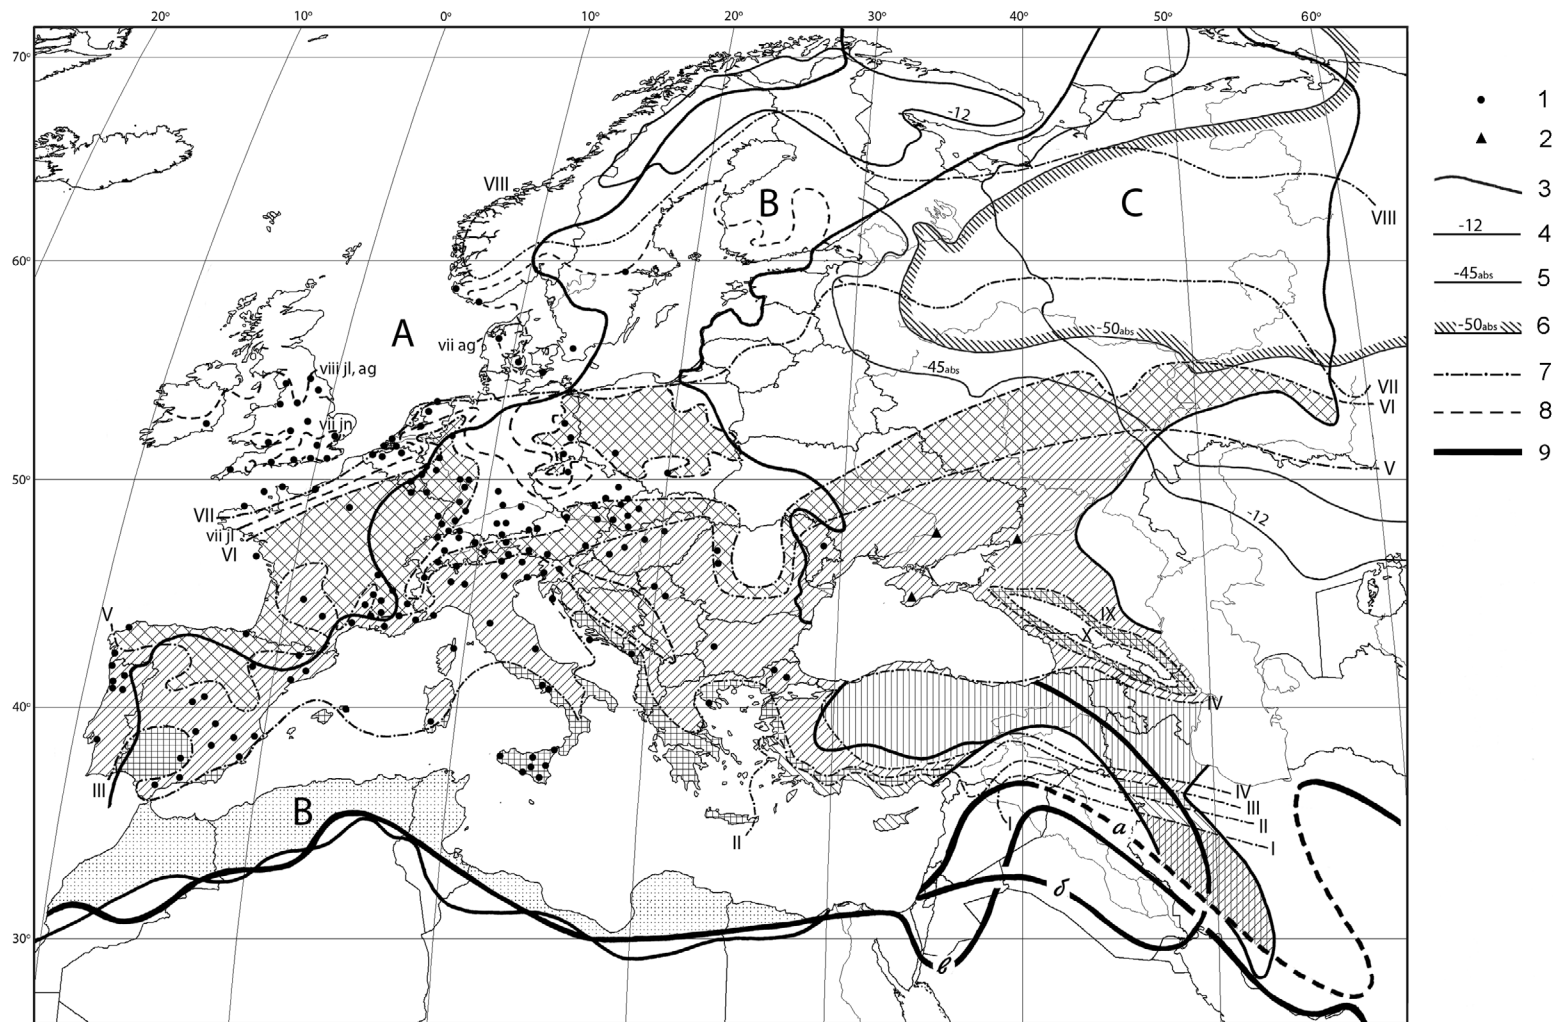 20° 10° 0° 10° 20° 30° 40° 50° 60°
70°
-12
1
2
VIII B C 3
VIII
-12 4
60°
-45abs 5
A
-50abs 6
vii ag -50abs
viii jl, ag -45abs 7
VII
VI 8
vii jn
9
V
50°
VII -12
vii jl
VI
V IX
X
40° IV
III IV
B III
I a II
II I
б
30°
в